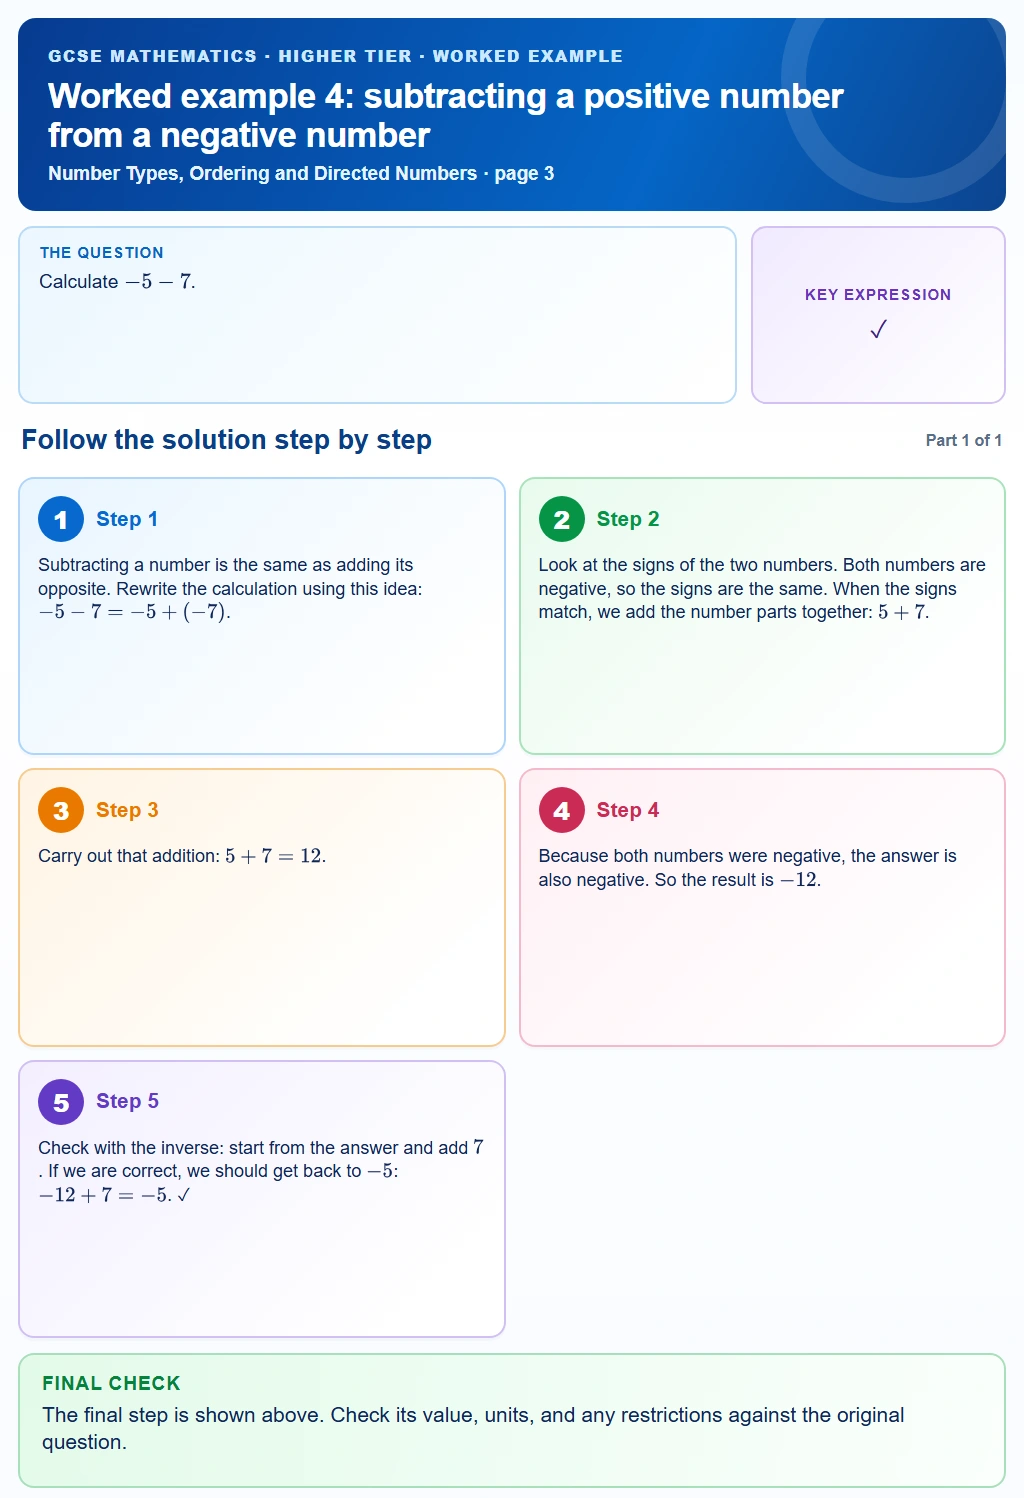 GCSE MATHEMATICS · HIGHER TIER · WORKED EXAMPLE
Worked example 4: subtracting a positive number
from a negative number
Number Types, Ordering and Directed Numbers · page 3
THE QUESTION
Calculate −5 − 7.
KEY EXPRESSION
✓
Follow the solution step by step
Part 1 of 1
1 Step 1
Subtracting a number is the same as adding its
opposite. Rewrite the calculation using this idea:
−5 − 7 = −5 + (−7).
2 Step 2
Look at the signs of the two numbers. Both numbers are
negative, so the signs are the same. When the signs
match, we add the number parts together: 5 + 7.
3 Step 3
Carry out that addition: 5 + 7 = 12.
4 Step 4
Because both numbers were negative, the answer is
also negative. So the result is −12.
5 Step 5
Check with the inverse: start from the answer and add 7
. If we are correct, we should get back to −5:
−12 + 7 = −5. ✓
FINAL CHECK
The final step is shown above. Check its value, units, and any restrictions against the original
question.